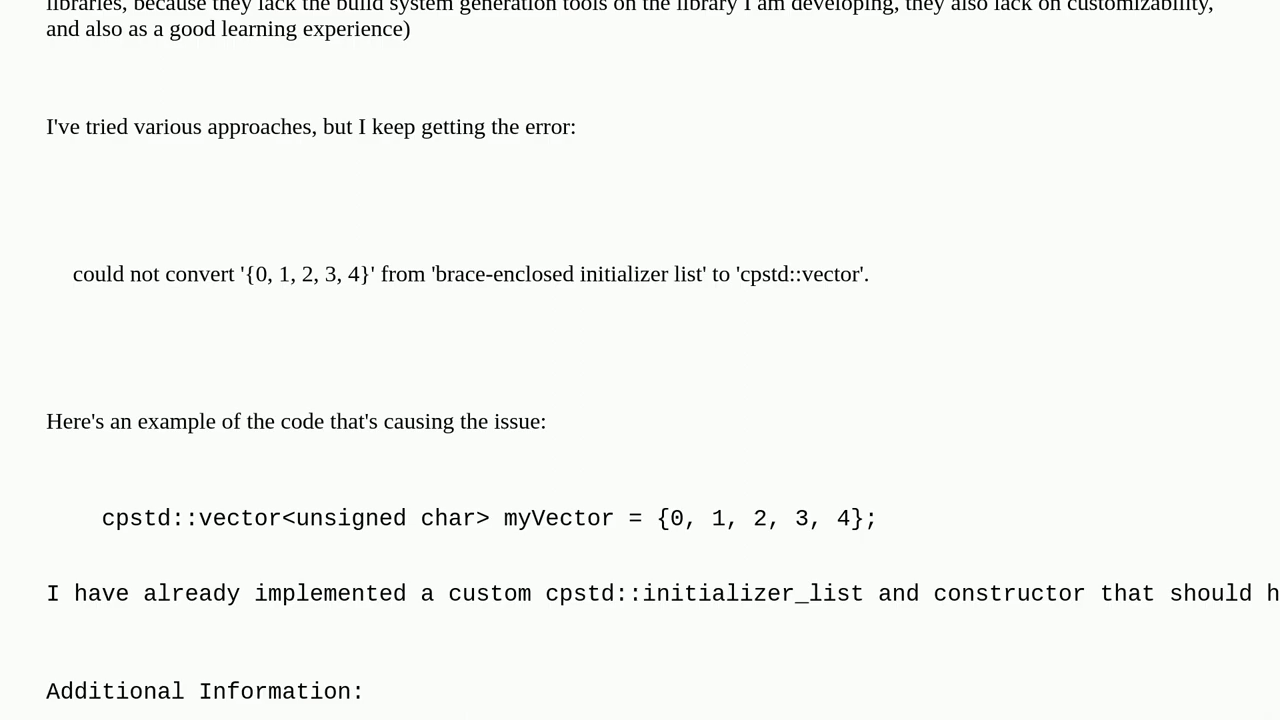 libraries, because they lack the build system generation tools on the library I am developing, they also lack on customizability,
and also as a good learning experience)
I've tried various approaches, but I keep getting the error:
could not convert '{0, 1, 2, 3, 4}' from 'brace-enclosed initializer list' to 'cpstd::vector'.
Here's an example of the code that's causing the issue:
cpstd::vector<unsigned char> myVector = {0, 1, 2, 3, 4};
I have already implemented a custom cpstd::initializer_list and constructor that should h
Additional Information: